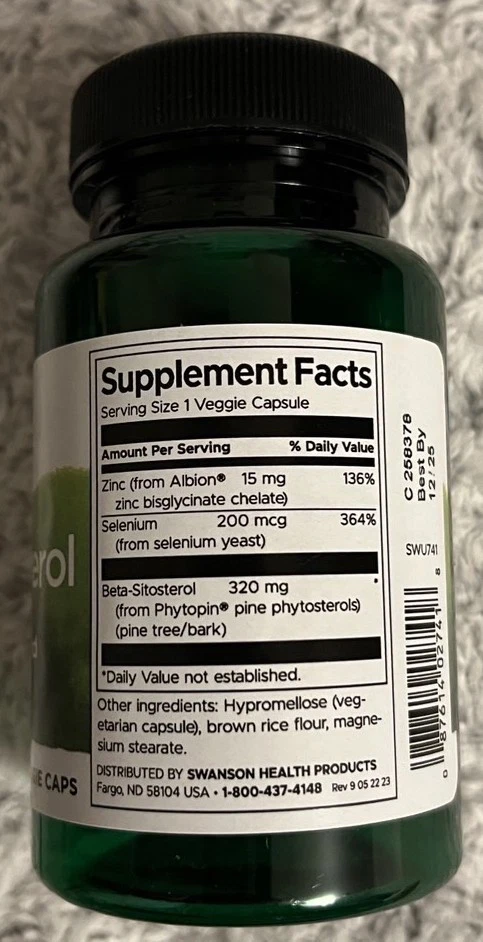 Supplement Facts
Serving Size 1 Veggie Capsule
Amount Per Serving % Daily Value
Zinc (from Albion® 15 mg 136%
zinc bisglycinate chelate)
Selenium 200 mcg 364%
(from selenium yeast)
Beta-Sitosterol 320 mg *
(from Phytopin® pine phytosterols)
(pine tree/bark)
*Daily Value not established.
Other ingredients: Hypromellose (veg-
etarian capsule), brown rice flour, magne-
sium stearate.
DISTRIBUTED BY SWANSON HEALTH PRODUCTS
Fargo, ND 58104 USA • 1-800-437-4148 Rev 9 05 22 23
erol
CAPS
C 258378
Best By
12/25
SWU741
0 87614 02741 8